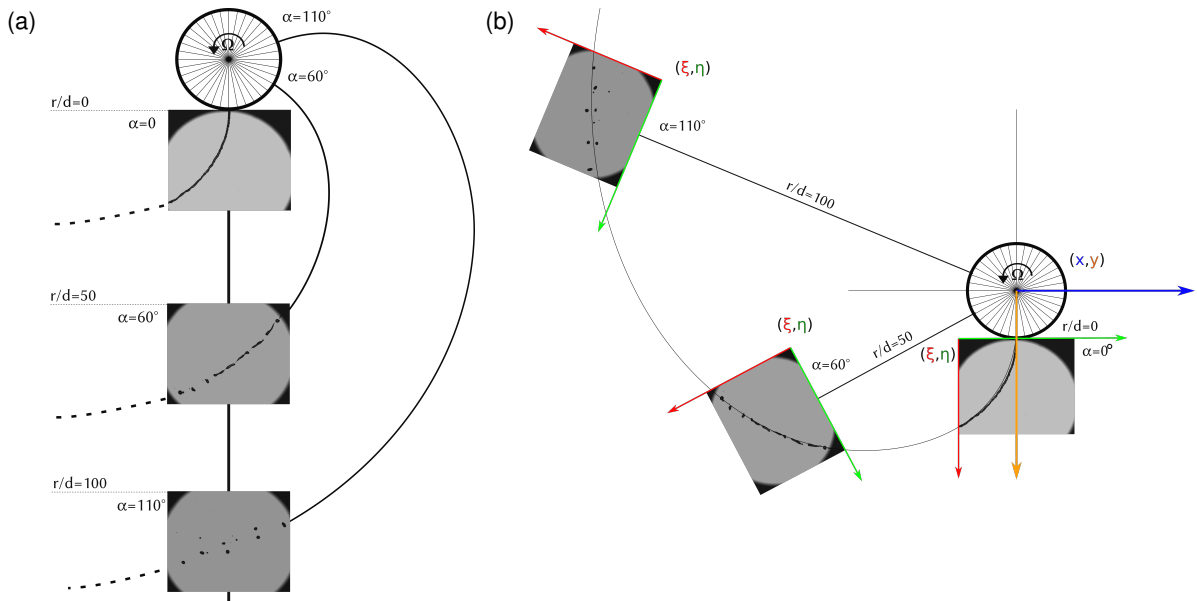 (a)
α=110°
Ω
α=60°
r/d=0
α=0
r/d=50
α=60°
r/d=100
α=110°
(b)
(ξ,η)
α=110°
r/d=100
Ω
(x,y)
(ξ,η)
r/d=50
r/d=0
α=60°
(ξ,η)
α=0°